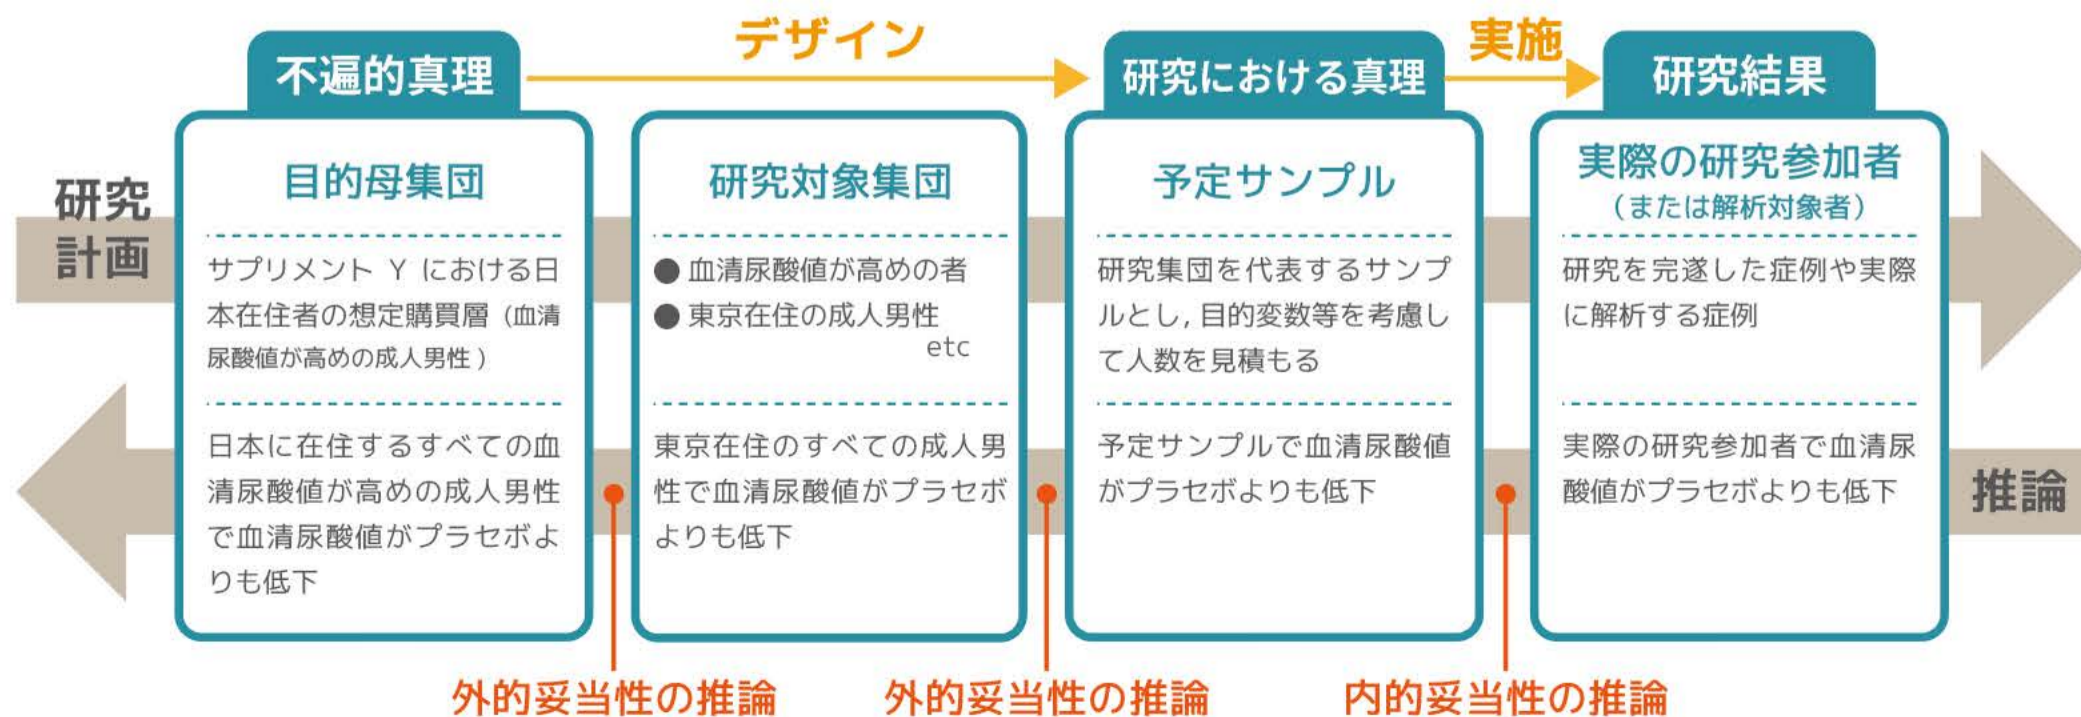 デザイン
実施
不遍的真理
研究における真理
研究結果
研究
計画
目的母集団
サプリメント Y における日
本在住者の想定購買層（血清
尿酸値が高めの成人男性）
日本に在住するすべての血
清尿酸値が高めの成人男性
で血清尿酸値がプラセボよ
りも低下
研究対象集団
● 血清尿酸値が高めの者
● 東京在住の成人男性
etc
東京在住のすべての成人男
性で血清尿酸値がプラセボ
よりも低下
予定サンプル
研究集団を代表するサンプ
ルとし，目的変数等を考慮し
て人数を見積もる
予定サンプルで血清尿酸値
がプラセボよりも低下
実際の研究参加者
（または解析対象者）
研究を完遂した症例や実際
に解析する症例
実際の研究参加者で血清尿
酸値がプラセボよりも低下
推論
外的妥当性の推論
外的妥当性の推論
内的妥当性の推論